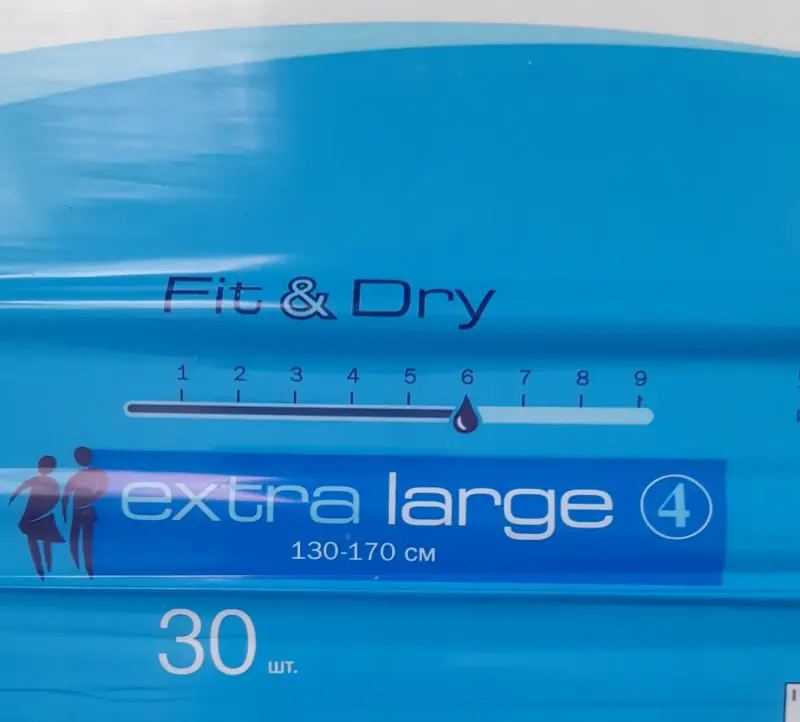 Fit & Dry
1 2 3 4 5 6 7 8 9
extra large 4
130-170 см
30 шт.